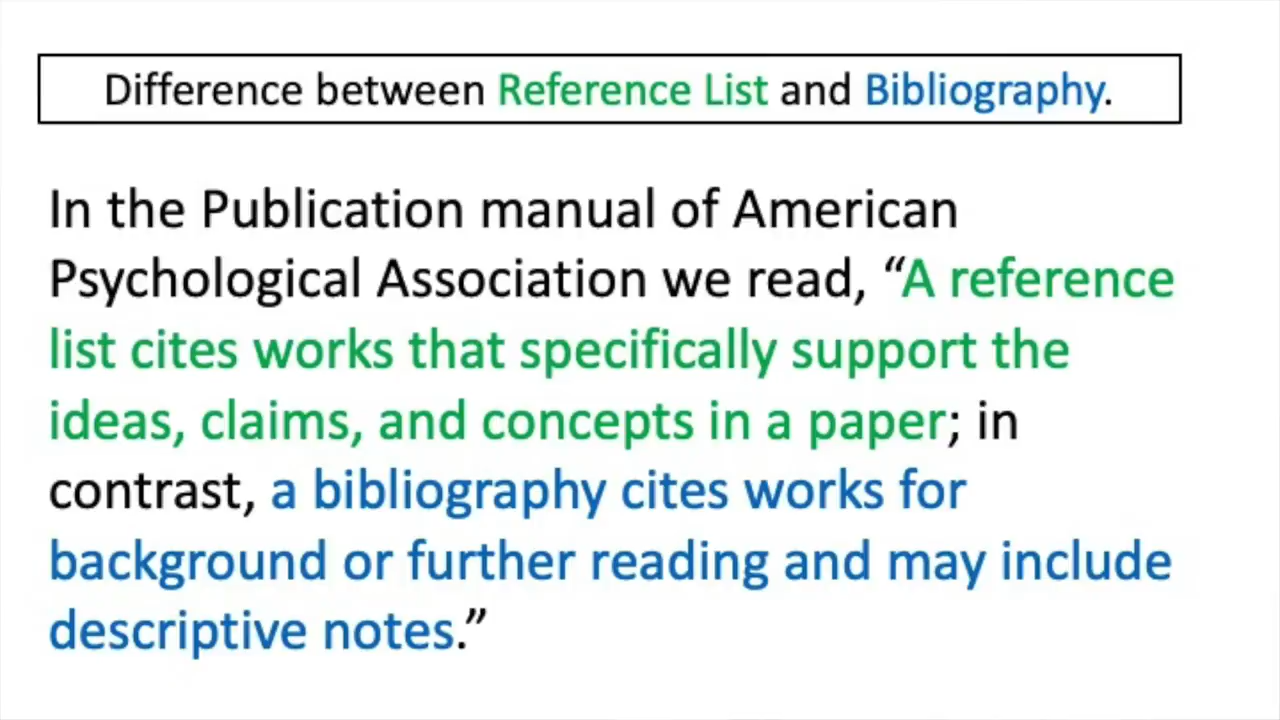 Difference between Reference List and Bibliography.
In the Publication manual of American
Psychological Association we read, “A reference
list cites works that specifically support the
ideas, claims, and concepts in a paper; in
contrast, a bibliography cites works for
background or further reading and may include
descriptive notes.”